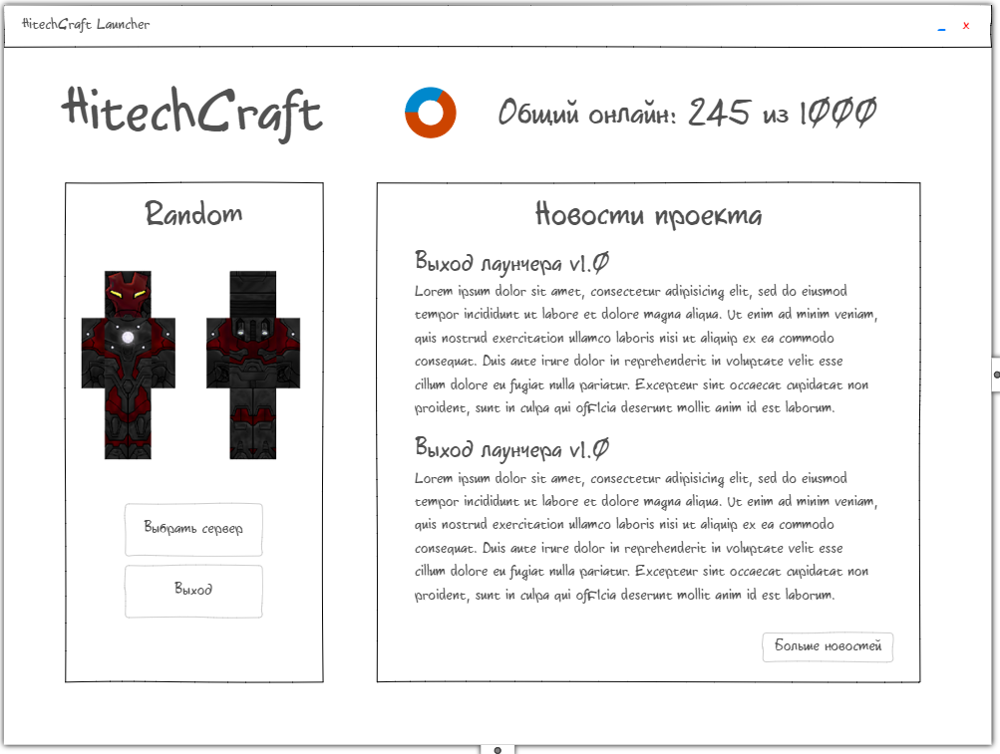 HitechCraft Launcher
x
HitechCraft
Общий онлайн: 245 из 1000
Random
Выбрать сервер
Выход
Новости проекта
Выход лаунчера v1.0
Lorem ipsum dolor sit amet, consectetur adipisicing elit, sed do eiusmod
tempor incididunt ut labore et dolore magna aliqua. Ut enim ad minim veniam,
quis nostrud exercitation ullamco laboris nisi ut aliquip ex ea commodo
consequat. Duis aute irure dolor in reprehenderit in voluptate velit esse
cillum dolore eu fugiat nulla pariatur. Excepteur sint occaecat cupidatat non
proident, sunt in culpa qui officia deserunt mollit anim id est laborum.
Выход лаунчера v1.0
Lorem ipsum dolor sit amet, consectetur adipisicing elit, sed do eiusmod
tempor incididunt ut labore et dolore magna aliqua. Ut enim ad minim veniam,
quis nostrud exercitation ullamco laboris nisi ut aliquip ex ea commodo
consequat. Duis aute irure dolor in reprehenderit in voluptate velit esse
cillum dolore eu fugiat nulla pariatur. Excepteur sint occaecat cupidatat non
proident, sunt in culpa qui officia deserunt mollit anim id est laborum.
Больше новостей